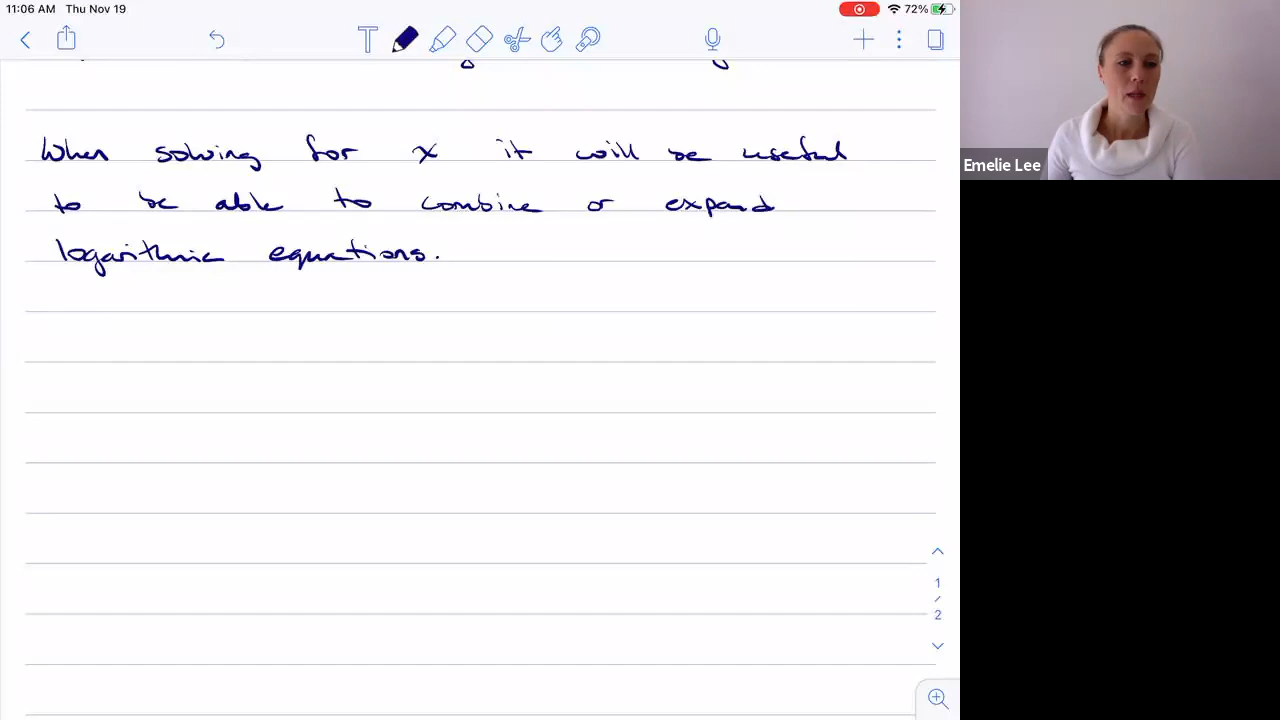 11:06 AM Thu Nov 19
72%
When solving for x it will be useful
to be able to combine or expand
logarithmic equations.
Emelie Lee
1
/
2